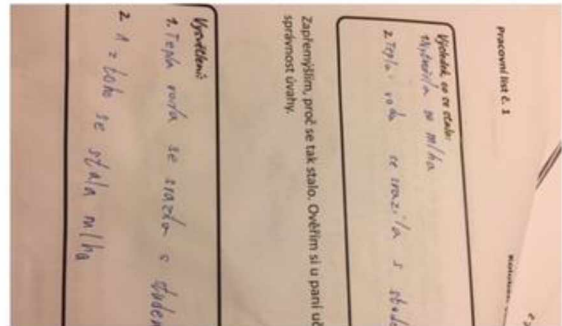 Pracovní list č. 1
Výsledek, co se stalo:
1. Vytvořila se mlha
2. Teplá voda se srazila s stude
Zapřemýšlím, proč se tak stalo. Ověřím si u paní uč
správnost úvahy.
Vysvětlení:
1. Teplá voda se srazila s studen
2 A z toho se stala mlha